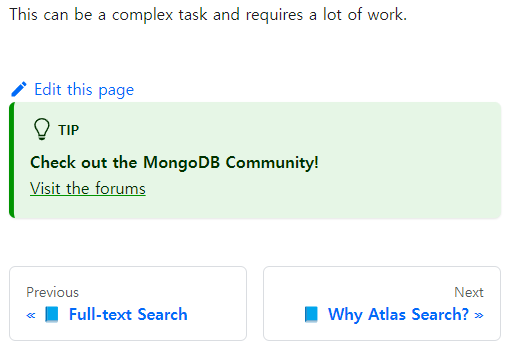 This can be a complex task and requires a lot of work.
Edit this page
TIP
Check out the MongoDB Community!
Visit the forums
Previous
« 📘 Full-text Search
Next
📘 Why Atlas Search? »